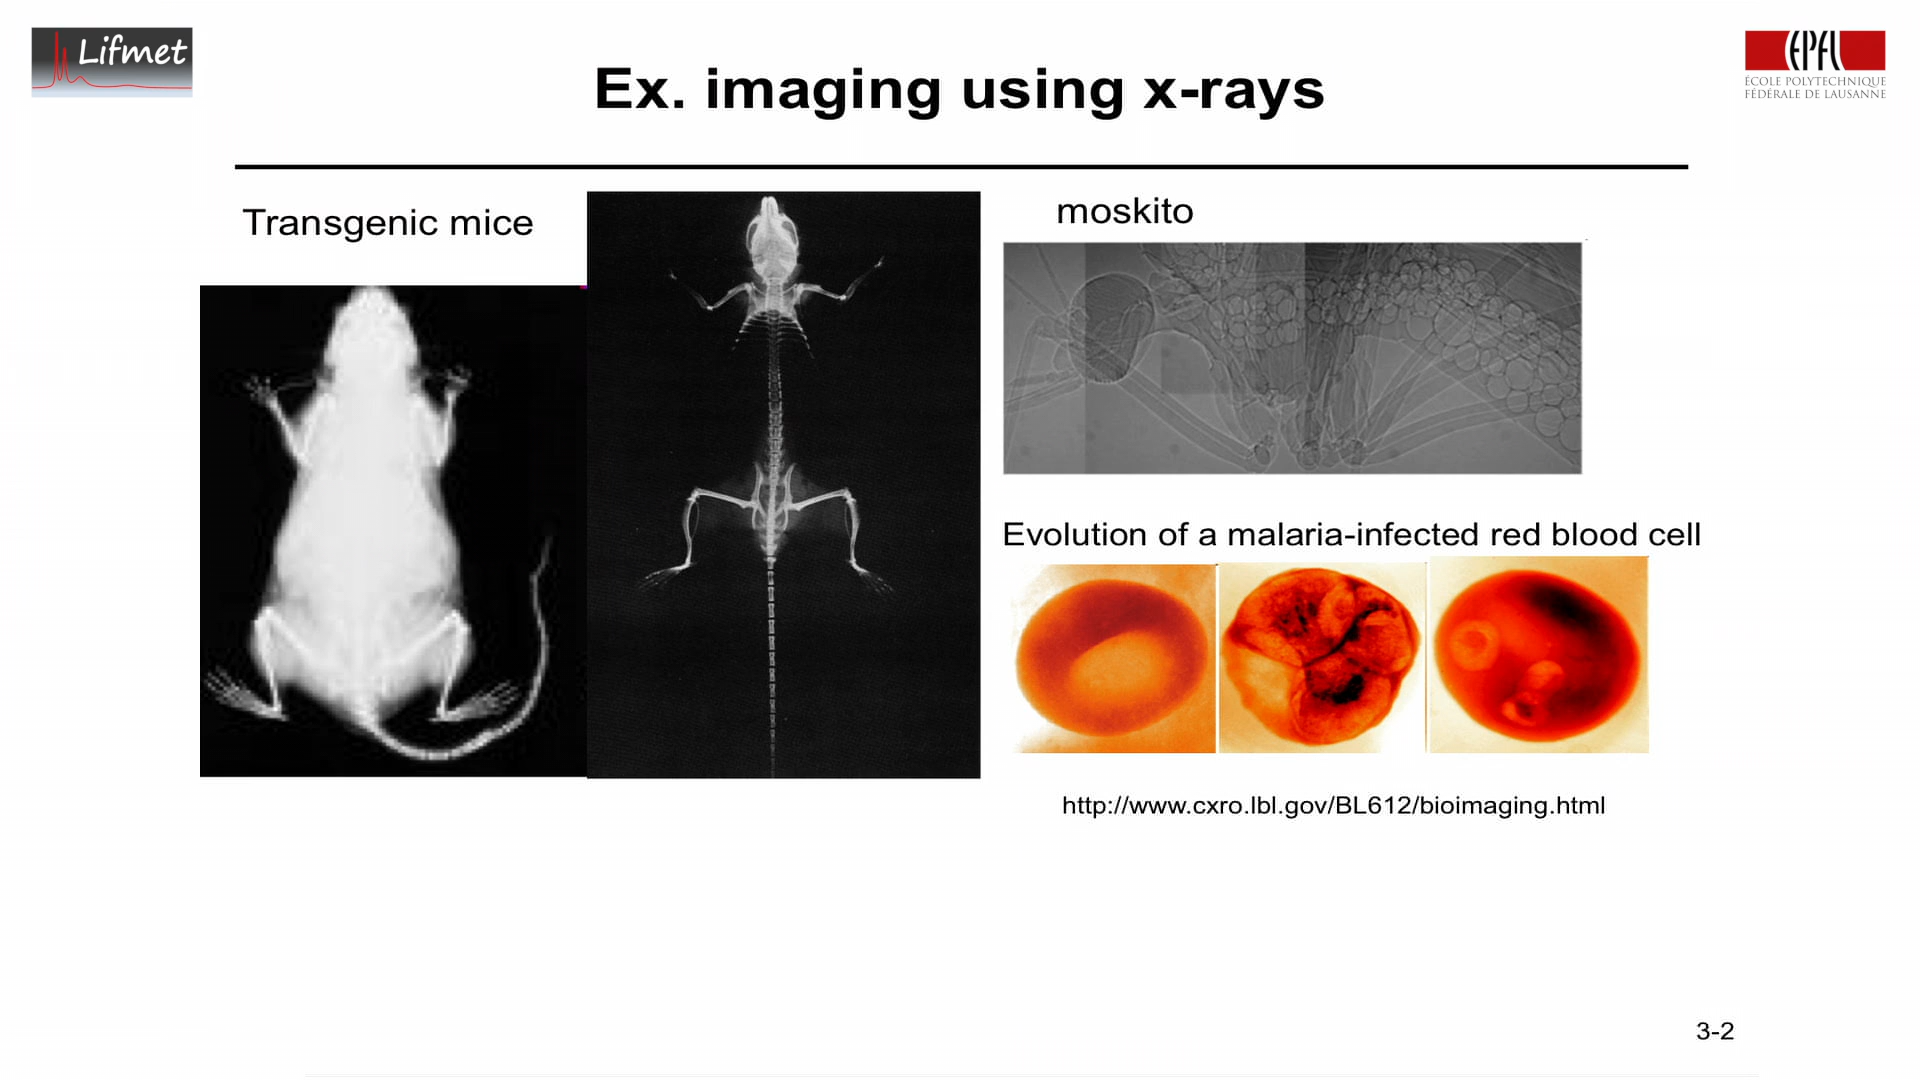 Lifmet
EPFL
ÉCOLE POLYTECHNIQUE
FÉDÉRALE DE LAUSANNE
Ex. imaging using x-rays
Transgenic mice
moskito
Evolution of a malaria-infected red blood cell
http://www.cxro.lbl.gov/BL612/bioimaging.html
3-2